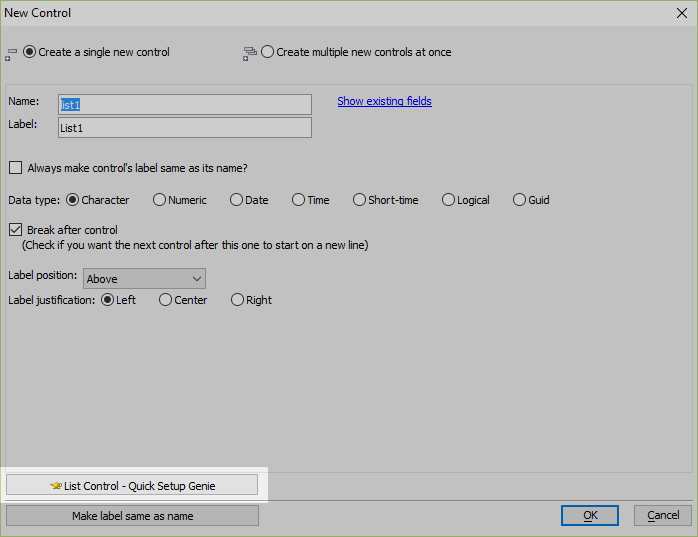 New Control
Create a single new control Create multiple new controls at once
Name: list1 Show existing fields
Label: List1
Always make control's label same as its name?
Data type: Character Numeric Date Time Short-time Logical Guid
Break after control
(Check if you want the next control after this one to start on a new line)
Label position: Above
Label justification: Left Center Right
List Control - Quick Setup Genie
Make label same as name OK Cancel